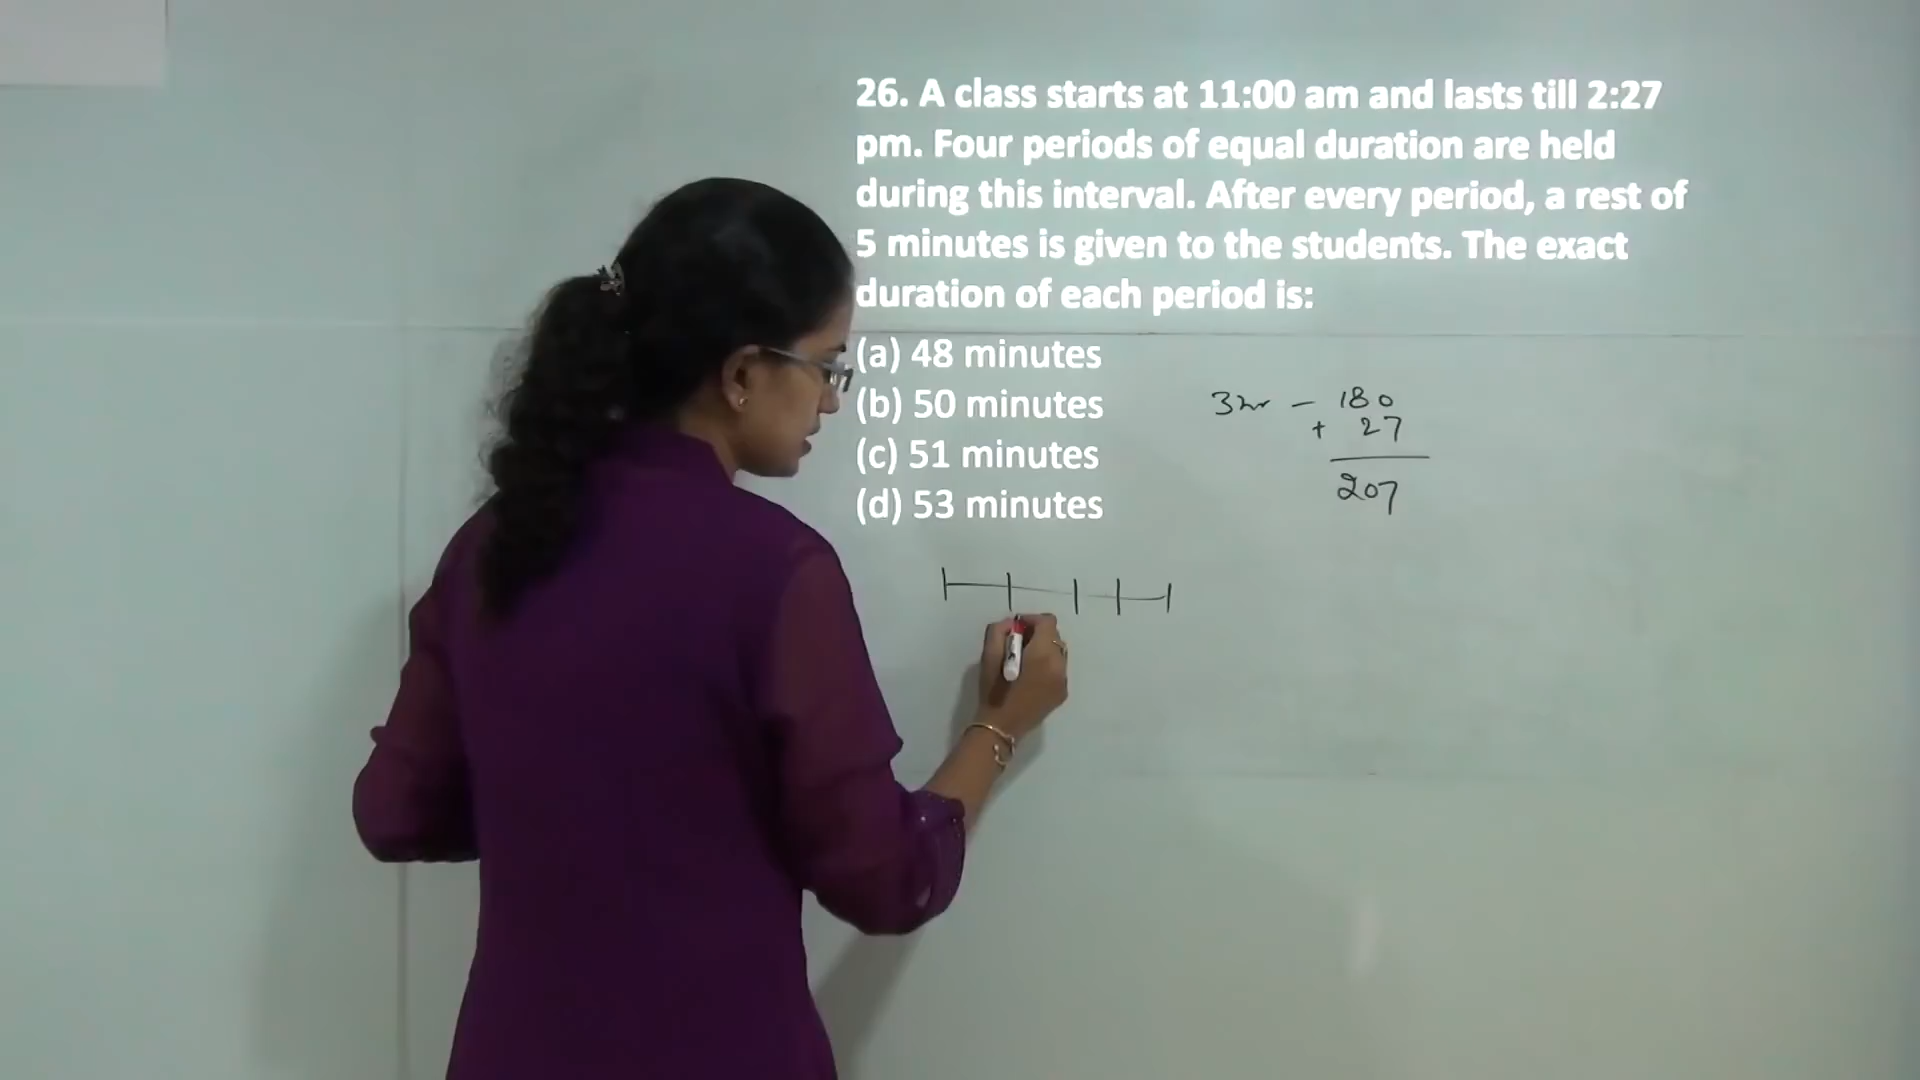 26. A class starts at 11:00 am and lasts till 2:27
pm. Four periods of equal duration are held
during this interval. After every period, a rest of
5 minutes is given to the students. The exact
duration of each period is:
(a) 48 minutes
(b) 50 minutes
(c) 51 minutes
(d) 53 minutes
3hr – 180
+ 27
207